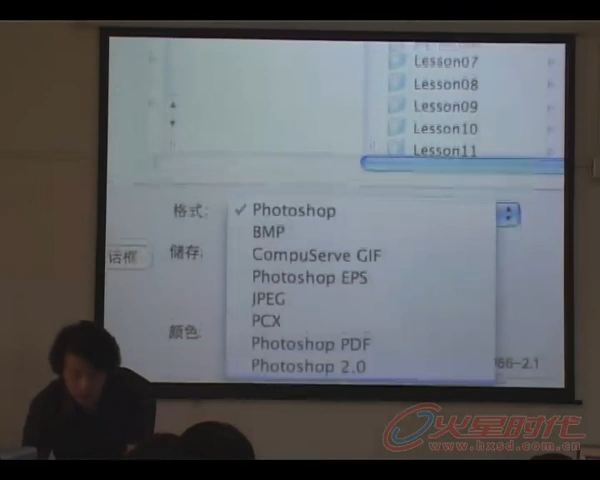 Lesson07
Lesson08
Lesson09
Lesson10
Lesson11
格式: ✓ Photoshop
BMP
话框 储存: CompuServe GIF
Photoshop EPS
JPEG
PCX
颜色: Photoshop PDF
Photoshop 2.0
66-2.1
火星时代
www.hxsd.com.cn